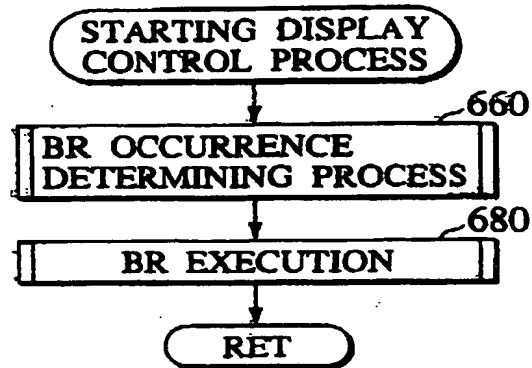 STARTING DISPLAY
CONTROL PROCESS
660
BR OCCURRENCE
DETERMINING PROCESS
680
BR EXECUTION
RET